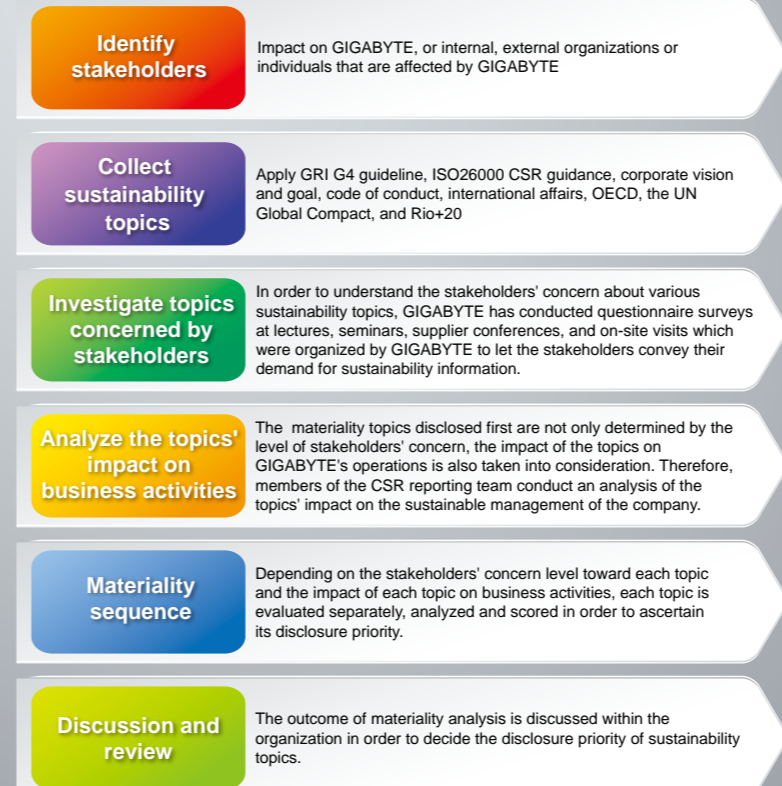 Identify
stakeholders
Impact on GIGABYTE, or internal, external organizations or
individuals that are affected by GIGABYTE
Collect
sustainability
topics
Apply GRI G4 guideline, ISO26000 CSR guidance, corporate vision
and goal, code of conduct, international affairs, OECD, the UN
Global Compact, and Rio+20
Investigate topics
concerned by
stakeholders
In order to understand the stakeholders' concern about various
sustainability topics, GIGABYTE has conducted questionnaire surveys
at lectures, seminars, supplier conferences, and on-site visits which
were organized by GIGABYTE to let the stakeholders convey their
demand for sustainability information.
Analyze the topics'
impact on
business activities
The materiality topics disclosed first are not only determined by the
level of stakeholders' concern, the impact of the topics on
GIGABYTE's operations is also taken into consideration. Therefore,
members of the CSR reporting team conduct an analysis of the
topics' impact on the sustainable management of the company.
Materiality
sequence
Depending on the stakeholders' concern level toward each topic
and the impact of each topic on business activities, each topic is
evaluated separately, analyzed and scored in order to ascertain
its disclosure priority.
Discussion and
review
The outcome of materiality analysis is discussed within the
organization in order to decide the disclosure priority of sustainability
topics.